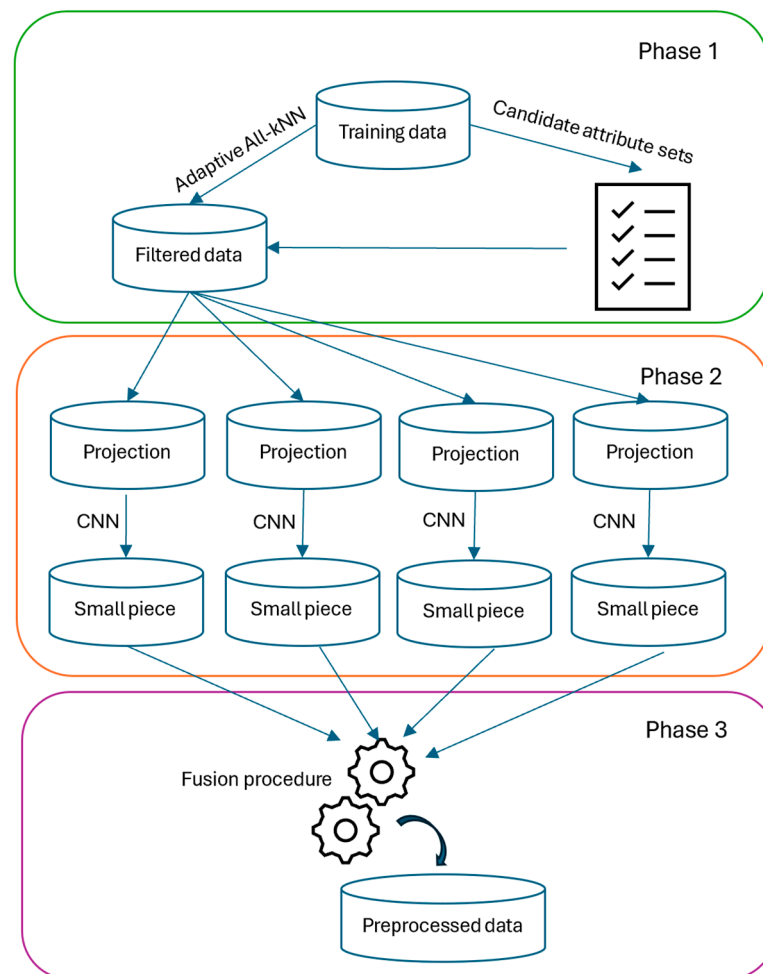 Phase 1
Training data
Adaptive All-kNN
Candidate attribute sets
Filtered data
Phase 2
Projection
Projection
Projection
Projection
CNN
CNN
CNN
CNN
Small piece
Small piece
Small piece
Small piece
Phase 3
Fusion procedure
Preprocessed data